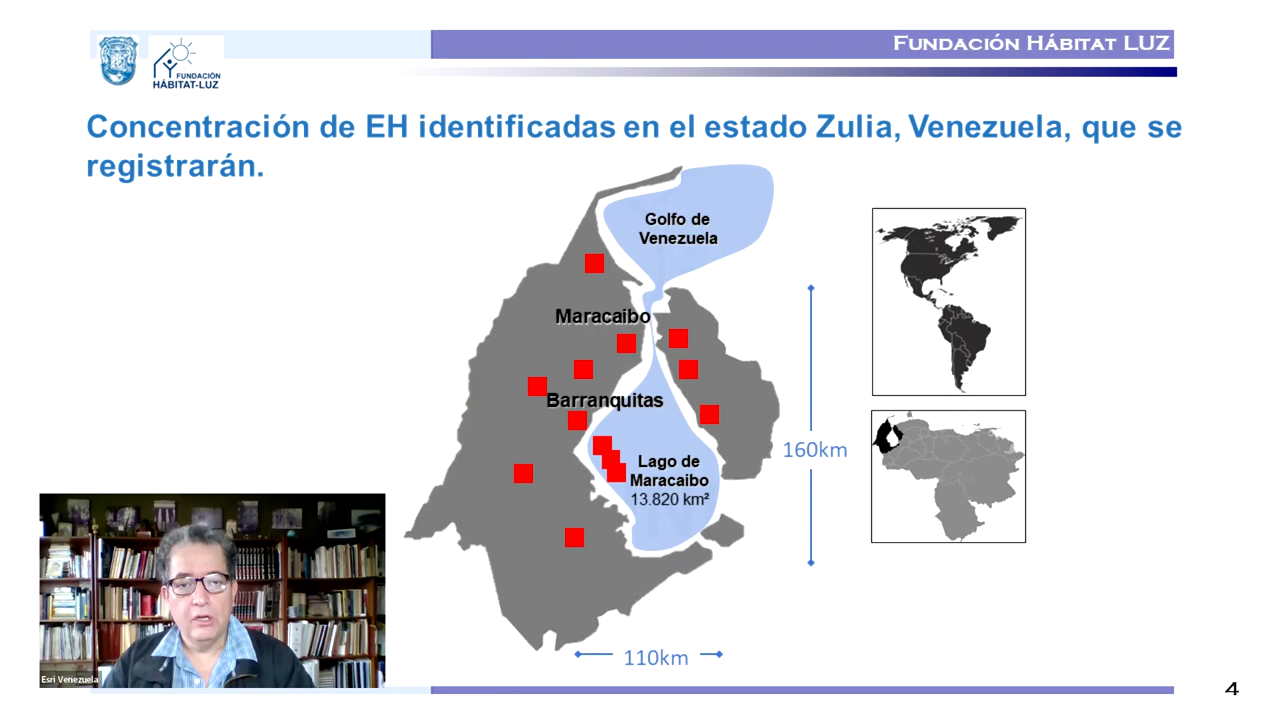 FUNDACIÓN HÁBITAT LUZ
FUNDACIÓN
HÁBITAT-LUZ
Concentración de EH identificadas en el estado Zulia, Venezuela, que se
registrarán.
Golfo de
Venezuela
Maracaibo
Barranquitas
160km
Lago de
Maracaibo
13.820 km²
110km
Esri Venezuela
4